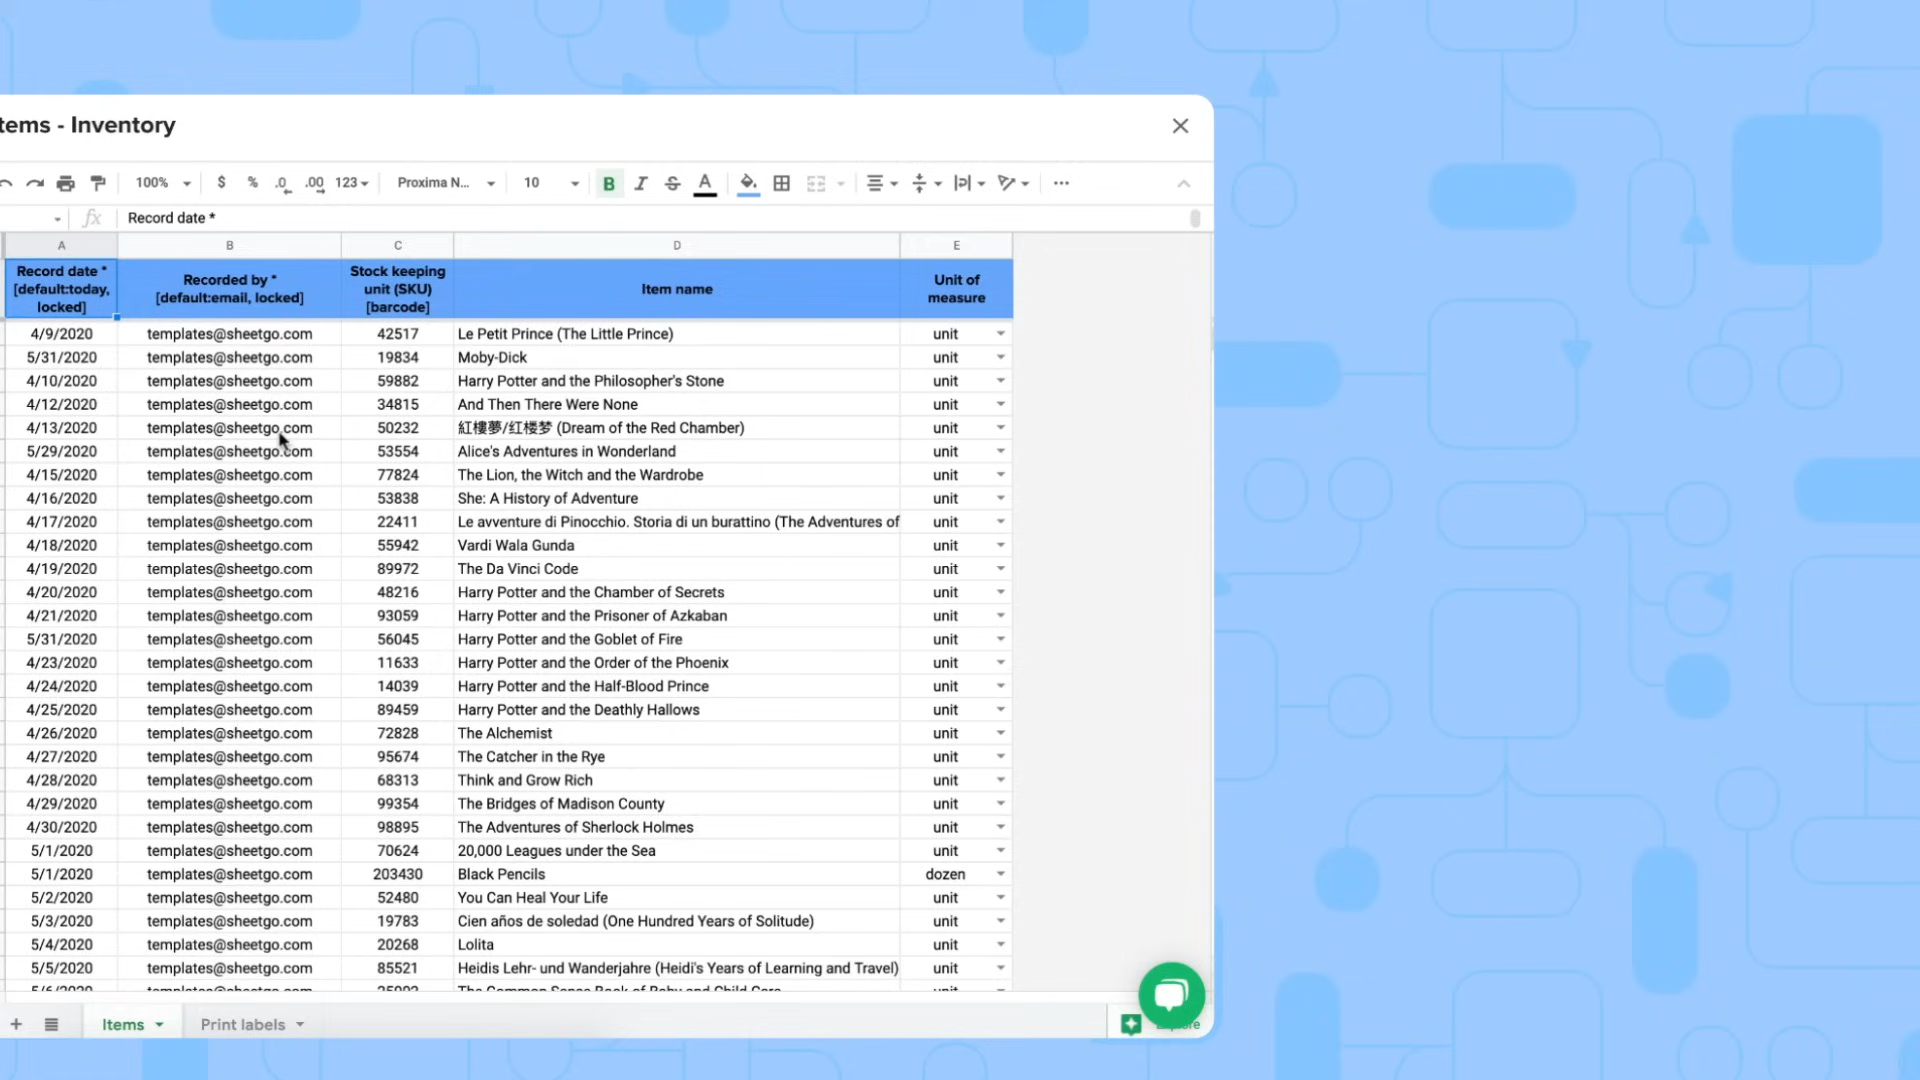 tems - Inventory
100% $ % .0 .00 123 Proxima N... 10 B I S A ...
fx Record date *
A B C D E
Record date * [default:today, locked] Recorded by * [default:email, locked] Stock keeping unit (SKU) [barcode] Item name Unit of measure
4/9/2020 templates@sheetgo.com 42517 Le Petit Prince (The Little Prince) unit
5/31/2020 templates@sheetgo.com 19834 Moby-Dick unit
4/10/2020 templates@sheetgo.com 59882 Harry Potter and the Philosopher's Stone unit
4/12/2020 templates@sheetgo.com 34815 And Then There Were None unit
4/13/2020 templates@sheetgo.com 50232 紅樓夢/红楼梦 (Dream of the Red Chamber) unit
5/29/2020 templates@sheetgo.com 53554 Alice's Adventures in Wonderland unit
4/15/2020 templates@sheetgo.com 77824 The Lion, the Witch and the Wardrobe unit
4/16/2020 templates@sheetgo.com 53838 She: A History of Adventure unit
4/17/2020 templates@sheetgo.com 22411 Le avventure di Pinocchio. Storia di un burattino (The Adventures of unit
4/18/2020 templates@sheetgo.com 55942 Vardi Wala Gunda unit
4/19/2020 templates@sheetgo.com 89972 The Da Vinci Code unit
4/20/2020 templates@sheetgo.com 48216 Harry Potter and the Chamber of Secrets unit
4/21/2020 templates@sheetgo.com 93059 Harry Potter and the Prisoner of Azkaban unit
5/31/2020 templates@sheetgo.com 56045 Harry Potter and the Goblet of Fire unit
4/23/2020 templates@sheetgo.com 11633 Harry Potter and the Order of the Phoenix unit
4/24/2020 templates@sheetgo.com 14039 Harry Potter and the Half-Blood Prince unit
4/25/2020 templates@sheetgo.com 89459 Harry Potter and the Deathly Hallows unit
4/26/2020 templates@sheetgo.com 72828 The Alchemist unit
4/27/2020 templates@sheetgo.com 95674 The Catcher in the Rye unit
4/28/2020 templates@sheetgo.com 68313 Think and Grow Rich unit
4/29/2020 templates@sheetgo.com 99354 The Bridges of Madison County unit
4/30/2020 templates@sheetgo.com 98895 The Adventures of Sherlock Holmes unit
5/1/2020 templates@sheetgo.com 70624 20,000 Leagues under the Sea unit
5/1/2020 templates@sheetgo.com 203430 Black Pencils dozen
5/2/2020 templates@sheetgo.com 52480 You Can Heal Your Life unit
5/3/2020 templates@sheetgo.com 19783 Cien años de soledad (One Hundred Years of Solitude) unit
5/4/2020 templates@sheetgo.com 20268 Lolita unit
5/5/2020 templates@sheetgo.com 85521 Heidis Lehr- und Wanderjahre (Heidi's Years of Learning and Travel) unit
5/6/2020 templates@sheetgo.com The Common Sense Book of Baby and Child Care unit
Items Print labels